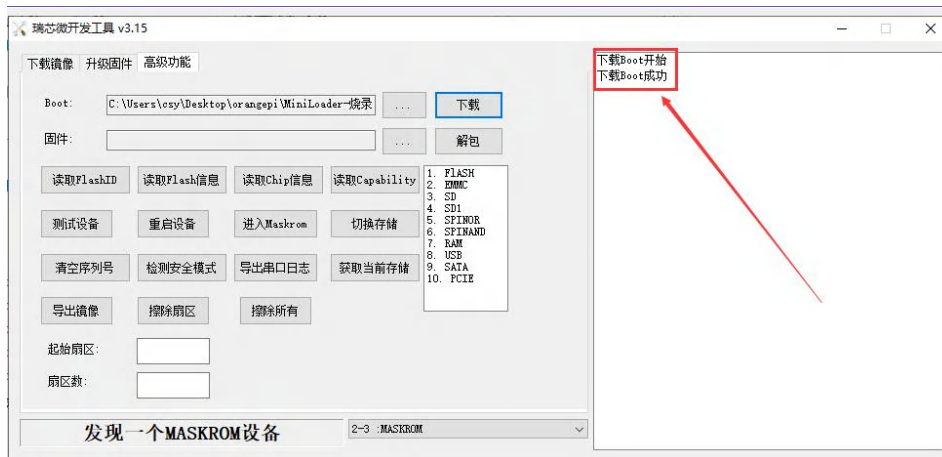 瑞芯微开发工具 v3.15
下载镜像 升级固件 高级功能
Boot: C:\Users\csy\Desktop\orangepi\MiniLoader-烧录 ... 下载
固件: ... 解包
读取FlashID 读取Flash信息 读取Chip信息 读取Capability
测试设备 重启设备 进入Maskrom 切换存储
清空序列号 检测安全模式 导出串口日志 获取当前存储
导出镜像 擦除扇区 擦除所有
1. FlASH
2. EMMC
3. SD
4. SD1
5. SPINOR
6. SPINAND
7. RAM
8. USB
9. SATA
10. PCIE
起始扇区:
扇区数:
发现一个MASKROM设备 2-3 :MASKROM
下载Boot开始
下载Boot成功